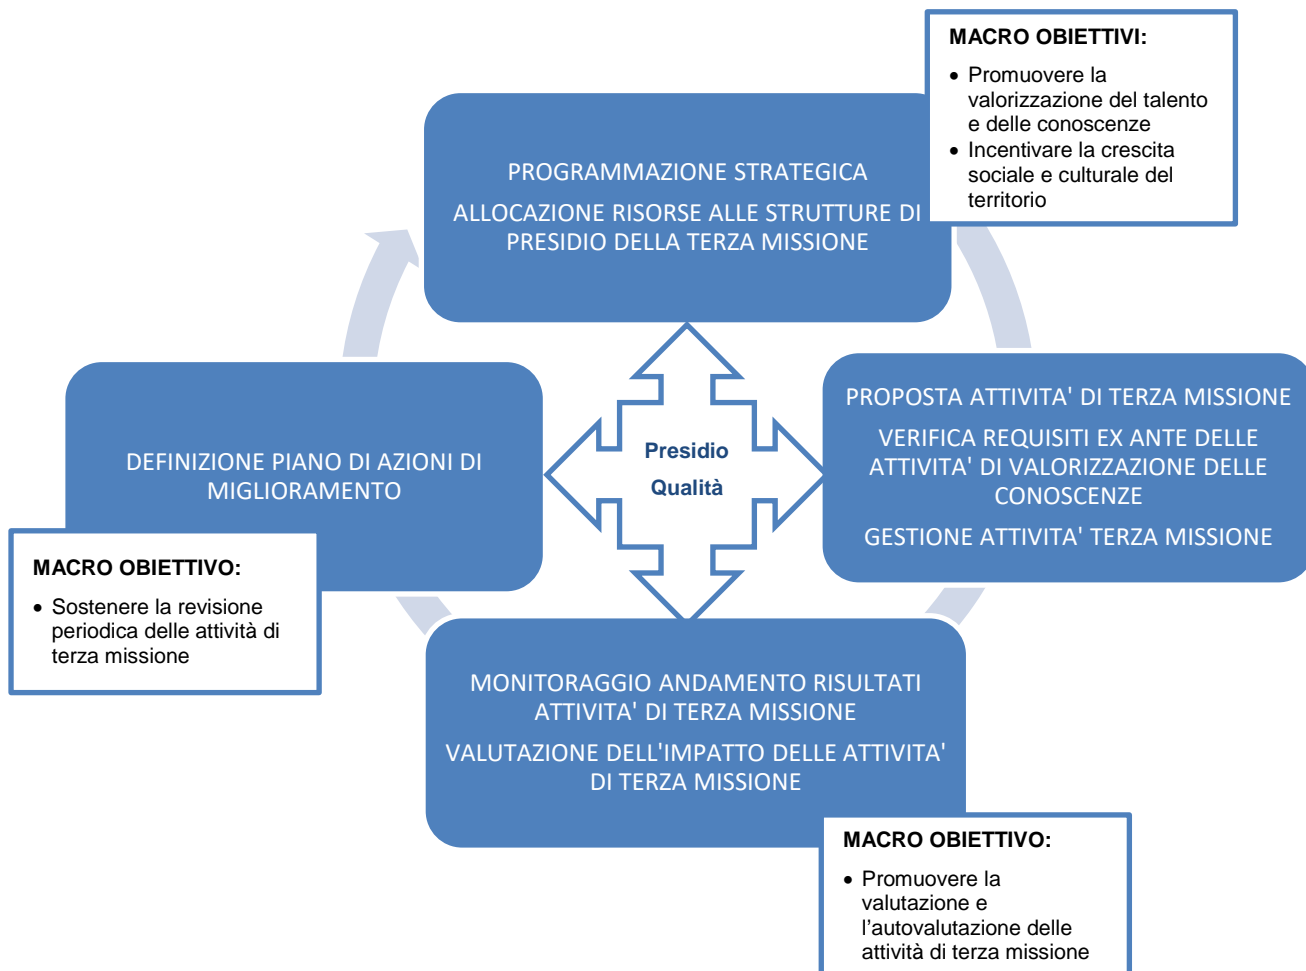 MACRO OBIETTIVI:
• Promuovere la
valorizzazione del talento
e delle conoscenze
• Incentivare la crescita
sociale e culturale del
territorio
PROGRAMMAZIONE STRATEGICA
ALLOCAZIONE RISORSE ALLE STRUTTURE DI
PRESIDIO DELLA TERZA MISSIONE
PROPOSTA ATTIVITA' DI TERZA MISSIONE
VERIFICA REQUISITI EX ANTE DELLE
ATTIVITA' DI VALORIZZAZIONE DELLE
CONOSCENZE
GESTIONE ATTIVITA' TERZA MISSIONE
Presidio
Qualità
DEFINIZIONE PIANO DI AZIONI DI
MIGLIORAMENTO
MACRO OBIETTIVO:
• Sostenere la revisione
periodica delle attività di
terza missione
MONITORAGGIO ANDAMENTO RISULTATI
ATTIVITA' DI TERZA MISSIONE
VALUTAZIONE DELL'IMPATTO DELLE ATTIVITA'
DI TERZA MISSIONE
MACRO OBIETTIVO:
• Promuovere la
valutazione e
l’autovalutazione delle
attività di terza missione